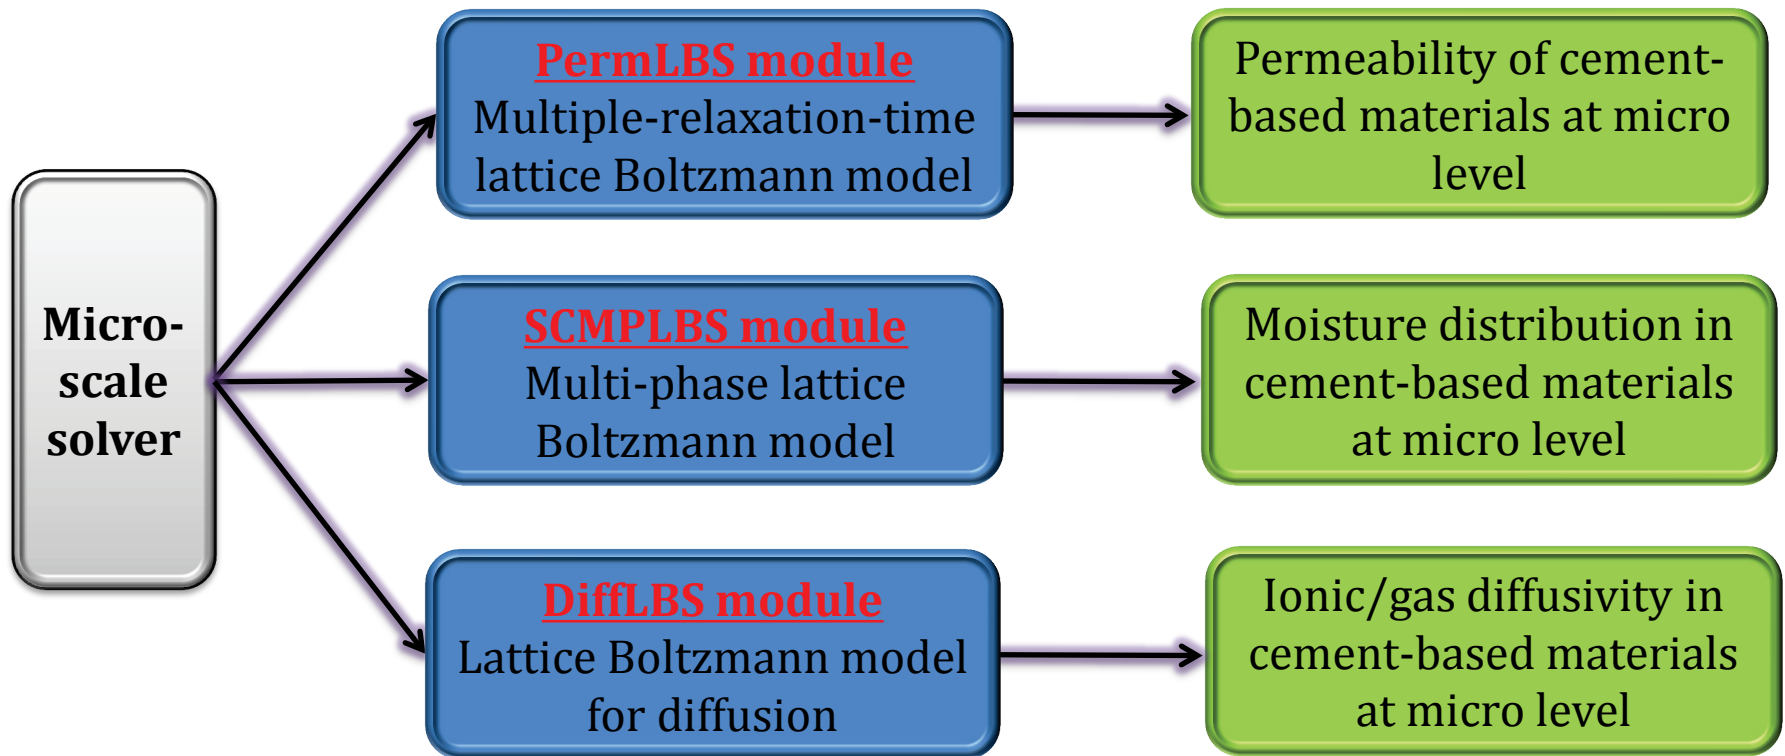 Micro-
scale
solver
PermLBS module
Multiple-relaxation-time
lattice Boltzmann model
Permeability of cement-
based materials at micro
level
SCMPLBS module
Multi-phase lattice
Boltzmann model
Moisture distribution in
cement-based materials
at micro level
DiffLBS module
Lattice Boltzmann model
for diffusion
Ionic/gas diffusivity in
cement-based materials
at micro level